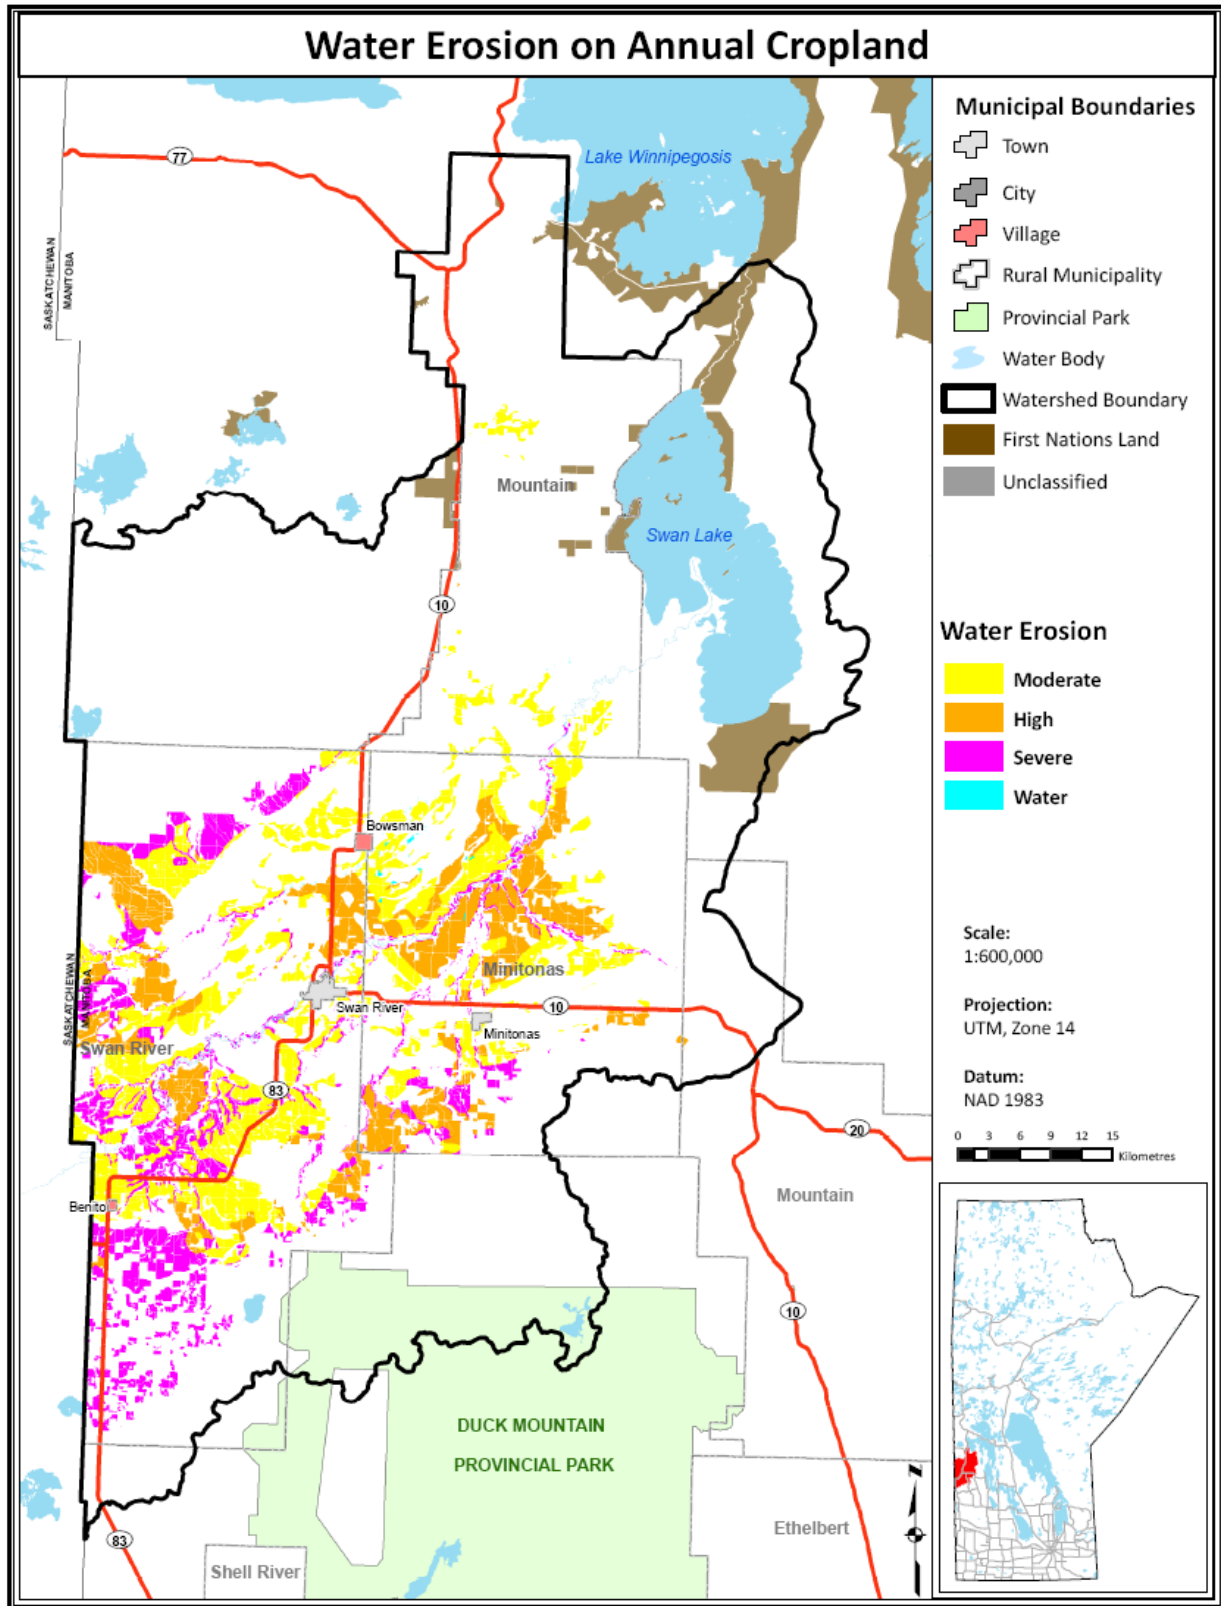 Water Erosion on Annual Cropland
77
Lake Winnipegosis
SASKATCHEWAN
MANITOBA
Mountain
Swan Lake
10
Bowsman
Minitonas
SASKATCHEWAN
MANITOBA
Swan River
10
Swan River
Minitonas
83
20
Benito
Mountain
10
DUCK MOUNTAIN
PROVINCIAL PARK
Ethelbert
83
Shell River
Municipal Boundaries
Town
City
Village
Rural Municipality
Provincial Park
Water Body
Watershed Boundary
First Nations Land
Unclassified
Water Erosion
Moderate
High
Severe
Water
Scale:
1:600,000
Projection:
UTM, Zone 14
Datum:
NAD 1983
0 3 6 9 12 15
Kilometres
Z